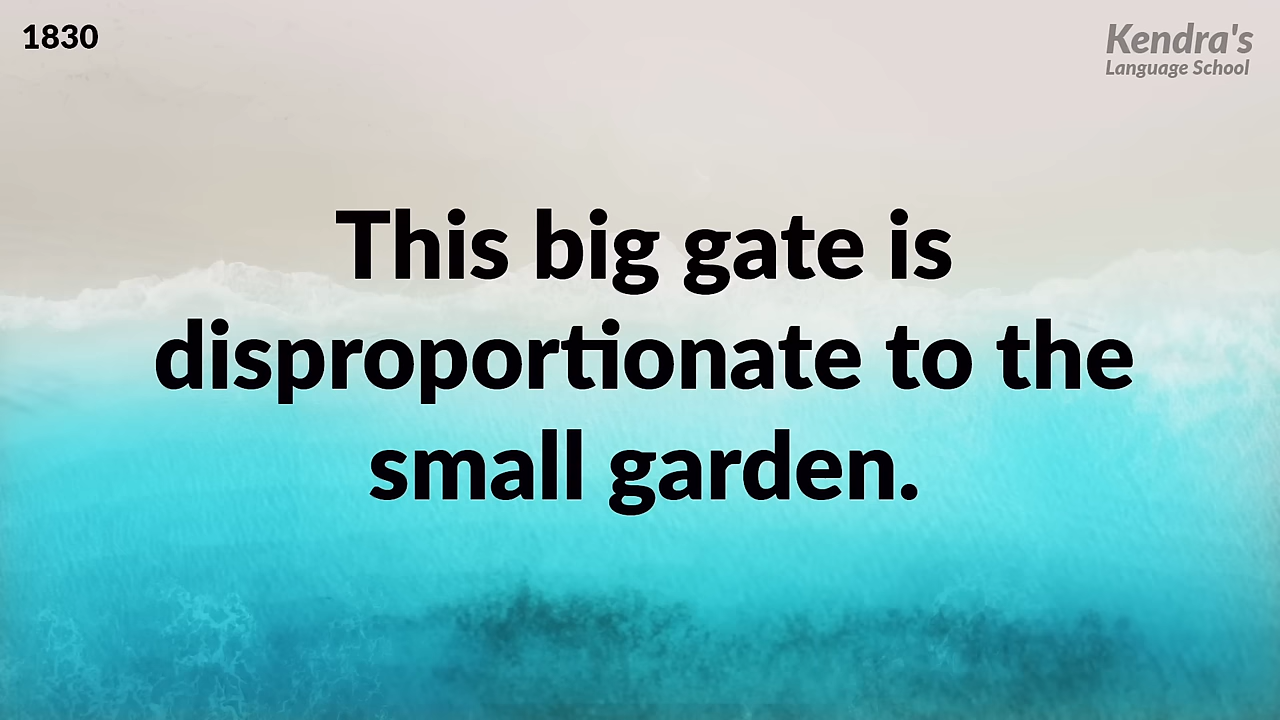 1830
Kendra's
Language School
This big gate is
disproportionate to the
small garden.